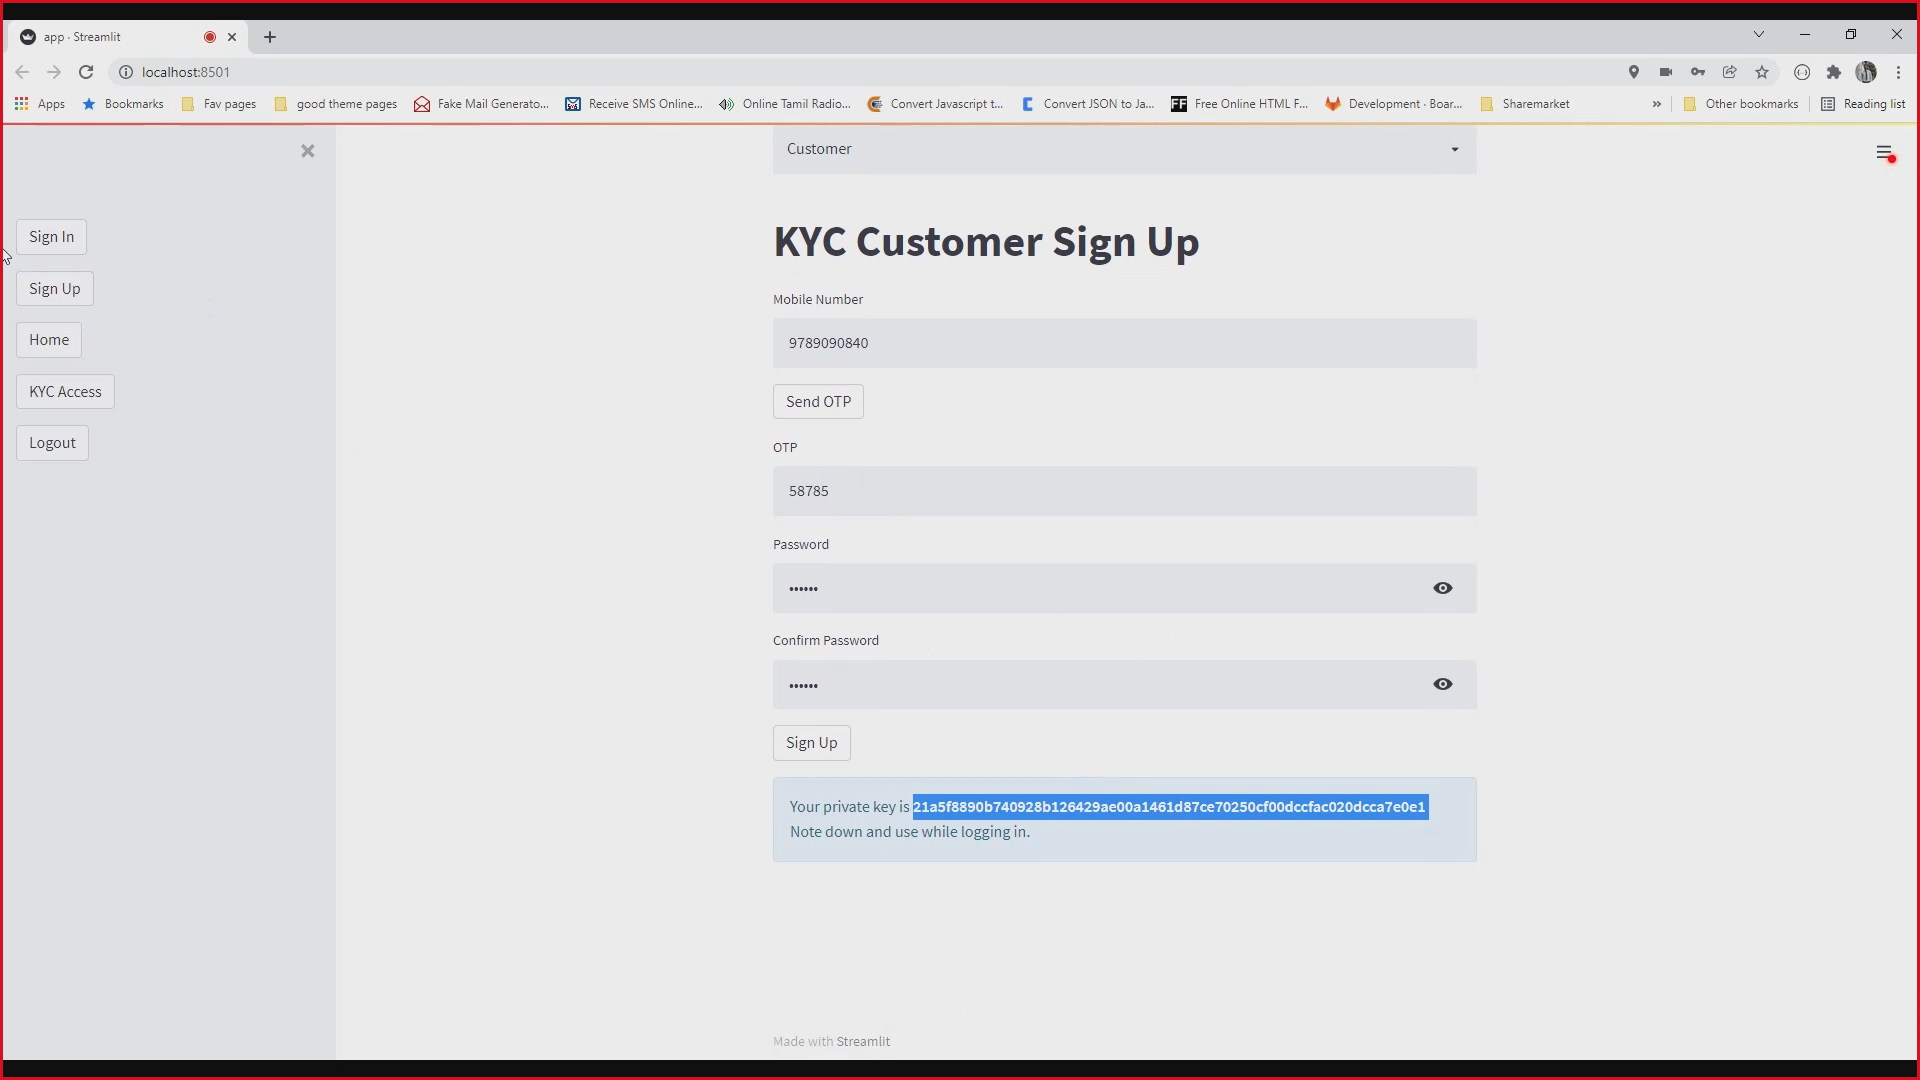 app · Streamlit
localhost:8501
Apps
Bookmarks
Fav pages
good theme pages
Fake Mail Generato...
Receive SMS Online...
Online Tamil Radio...
Convert Javascript t...
Convert JSON to Ja...
FF
Free Online HTML F...
Development · Boar...
Sharemarket
»
Other bookmarks
Reading list
Customer
Sign In
Sign Up
Home
KYC Access
Logout
KYC Customer Sign Up
Mobile Number
9789090840
Send OTP
OTP
58785
Password
••••••
Confirm Password
••••••
Sign Up
Your private key is 21a5f8890b740928b126429ae00a1461d87ce70250cf00dccfac020dcca7e0e1
Note down and use while logging in.
Made with Streamlit